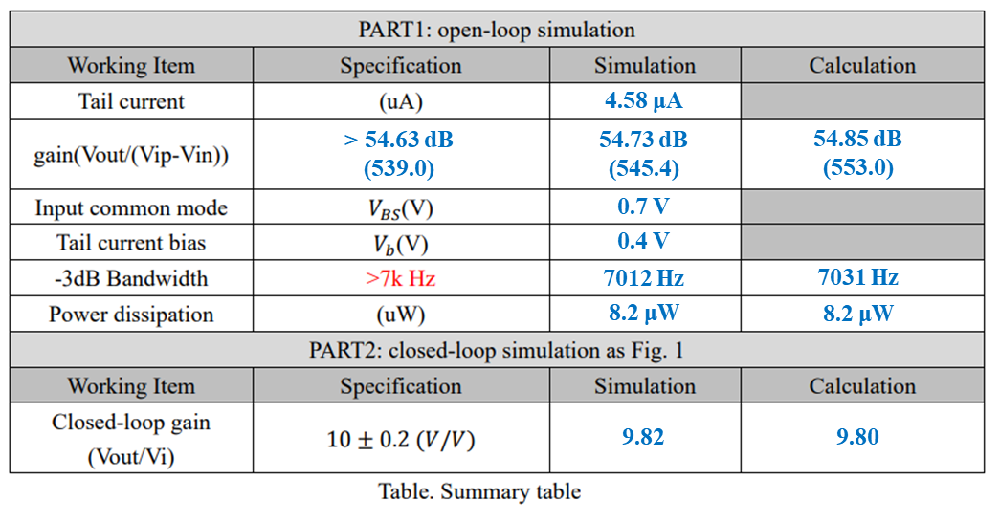 PART1: open-loop simulation
Working Item Specification Simulation Calculation
Tail current (uA) 4.58 μA
gain(Vout/(Vip-Vin)) > 54.63 dB (539.0) 54.73 dB (545.4) 54.85 dB (553.0)
Input common mode V_BS(V) 0.7 V
Tail current bias V_b(V) 0.4 V
-3dB Bandwidth >7k Hz 7012 Hz 7031 Hz
Power dissipation (uW) 8.2 μW 8.2 μW
PART2: closed-loop simulation as Fig. 1
Working Item Specification Simulation Calculation
Closed-loop gain (Vout/Vi) 10 ± 0.2 (V/V) 9.82 9.80
Table. Summary table